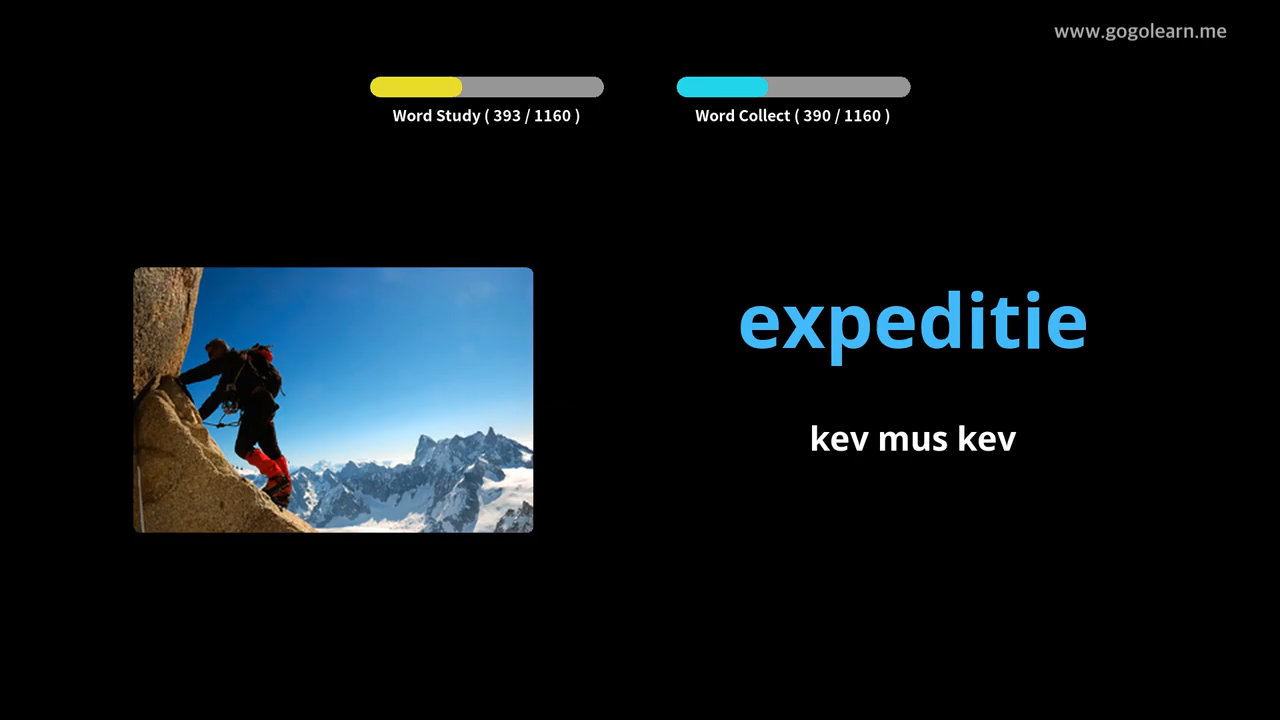 www.gogolearn.me
Word Study ( 393 / 1160 )
Word Collect ( 390 / 1160 )
expeditie
kev mus kev